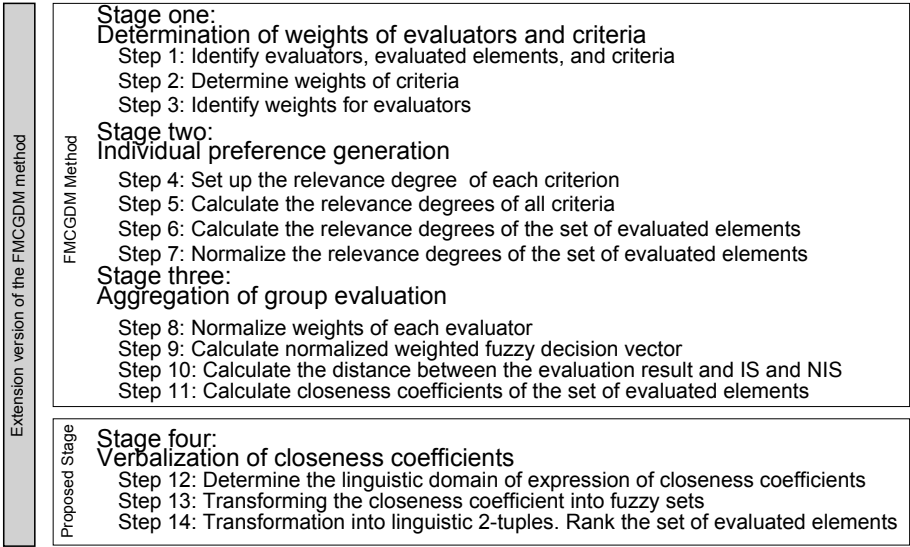 Extension version of the FMCGDM method
FMCGDM Method
Stage one:
Determination of weights of evaluators and criteria
Step 1: Identify evaluators, evaluated elements, and criteria
Step 2: Determine weights of criteria
Step 3: Identify weights for evaluators
Stage two:
Individual preference generation
Step 4: Set up the relevance degree of each criterion
Step 5: Calculate the relevance degrees of all criteria
Step 6: Calculate the relevance degrees of the set of evaluated elements
Step 7: Normalize the relevance degrees of the set of evaluated elements
Stage three:
Aggregation of group evaluation
Step 8: Normalize weights of each evaluator
Step 9: Calculate normalized weighted fuzzy decision vector
Step 10: Calculate the distance between the evaluation result and IS and NIS
Step 11: Calculate closeness coefficients of the set of evaluated elements
Proposed Stage
Stage four:
Verbalization of closeness coefficients
Step 12: Determine the linguistic domain of expression of closeness coefficients
Step 13: Transforming the closeness coefficient into fuzzy sets
Step 14: Transformation into linguistic 2-tuples. Rank the set of evaluated elements